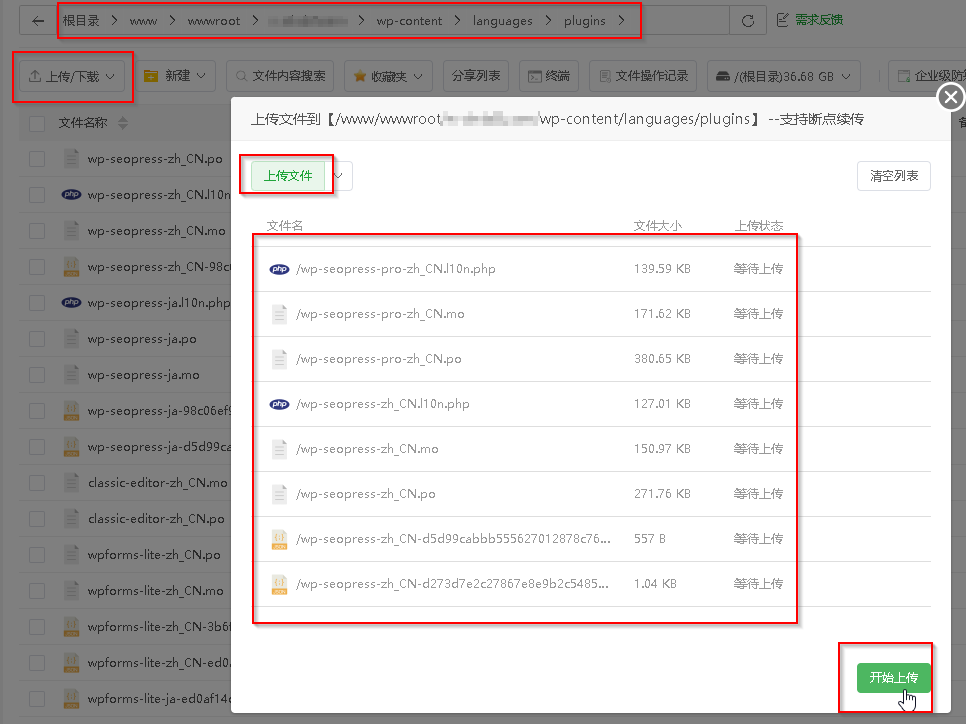 根目录 > www > wwwroot > > wp-content > languages > plugins >
需求反馈
上传/下载 新建 文件内容搜索 收藏夹 分享列表 终端 文件操作记录 /(根目录)36.68 GB 企业级防
文件名称
wp-seopress-zh_CN.po
wp-seopress-zh_CN.l10n
wp-seopress-zh_CN.mo
wp-seopress-zh_CN-98c
wp-seopress-ja.l10n.php
wp-seopress-ja.po
wp-seopress-ja.mo
wp-seopress-ja-98c06ef9
wp-seopress-ja-d5d99ca
classic-editor-zh_CN.mo
classic-editor-zh_CN.po
wpforms-lite-zh_CN.po
wpforms-lite-zh_CN.mo
wpforms-lite-zh_CN-3b6f
wpforms-lite-zh_CN-ed0
wpforms-lite-ja-ed0af14
上传文件到【/www/wwwroot /wp-content/languages/plugins】 --支持断点续传
上传文件
清空列表
文件名 文件大小 上传状态
/wp-seopress-pro-zh_CN.l10n.php 139.59 KB 等待上传
/wp-seopress-pro-zh_CN.mo 171.62 KB 等待上传
/wp-seopress-pro-zh_CN.po 380.65 KB 等待上传
/wp-seopress-zh_CN.l10n.php 127.01 KB 等待上传
/wp-seopress-zh_CN.mo 150.97 KB 等待上传
/wp-seopress-zh_CN.po 271.76 KB 等待上传
/wp-seopress-zh_CN-d5d99cabbb555627012878c76... 557 B 等待上传
/wp-seopress-zh_CN-d273d7e2c27867e8e9b2c5485... 1.04 KB 等待上传
开始上传